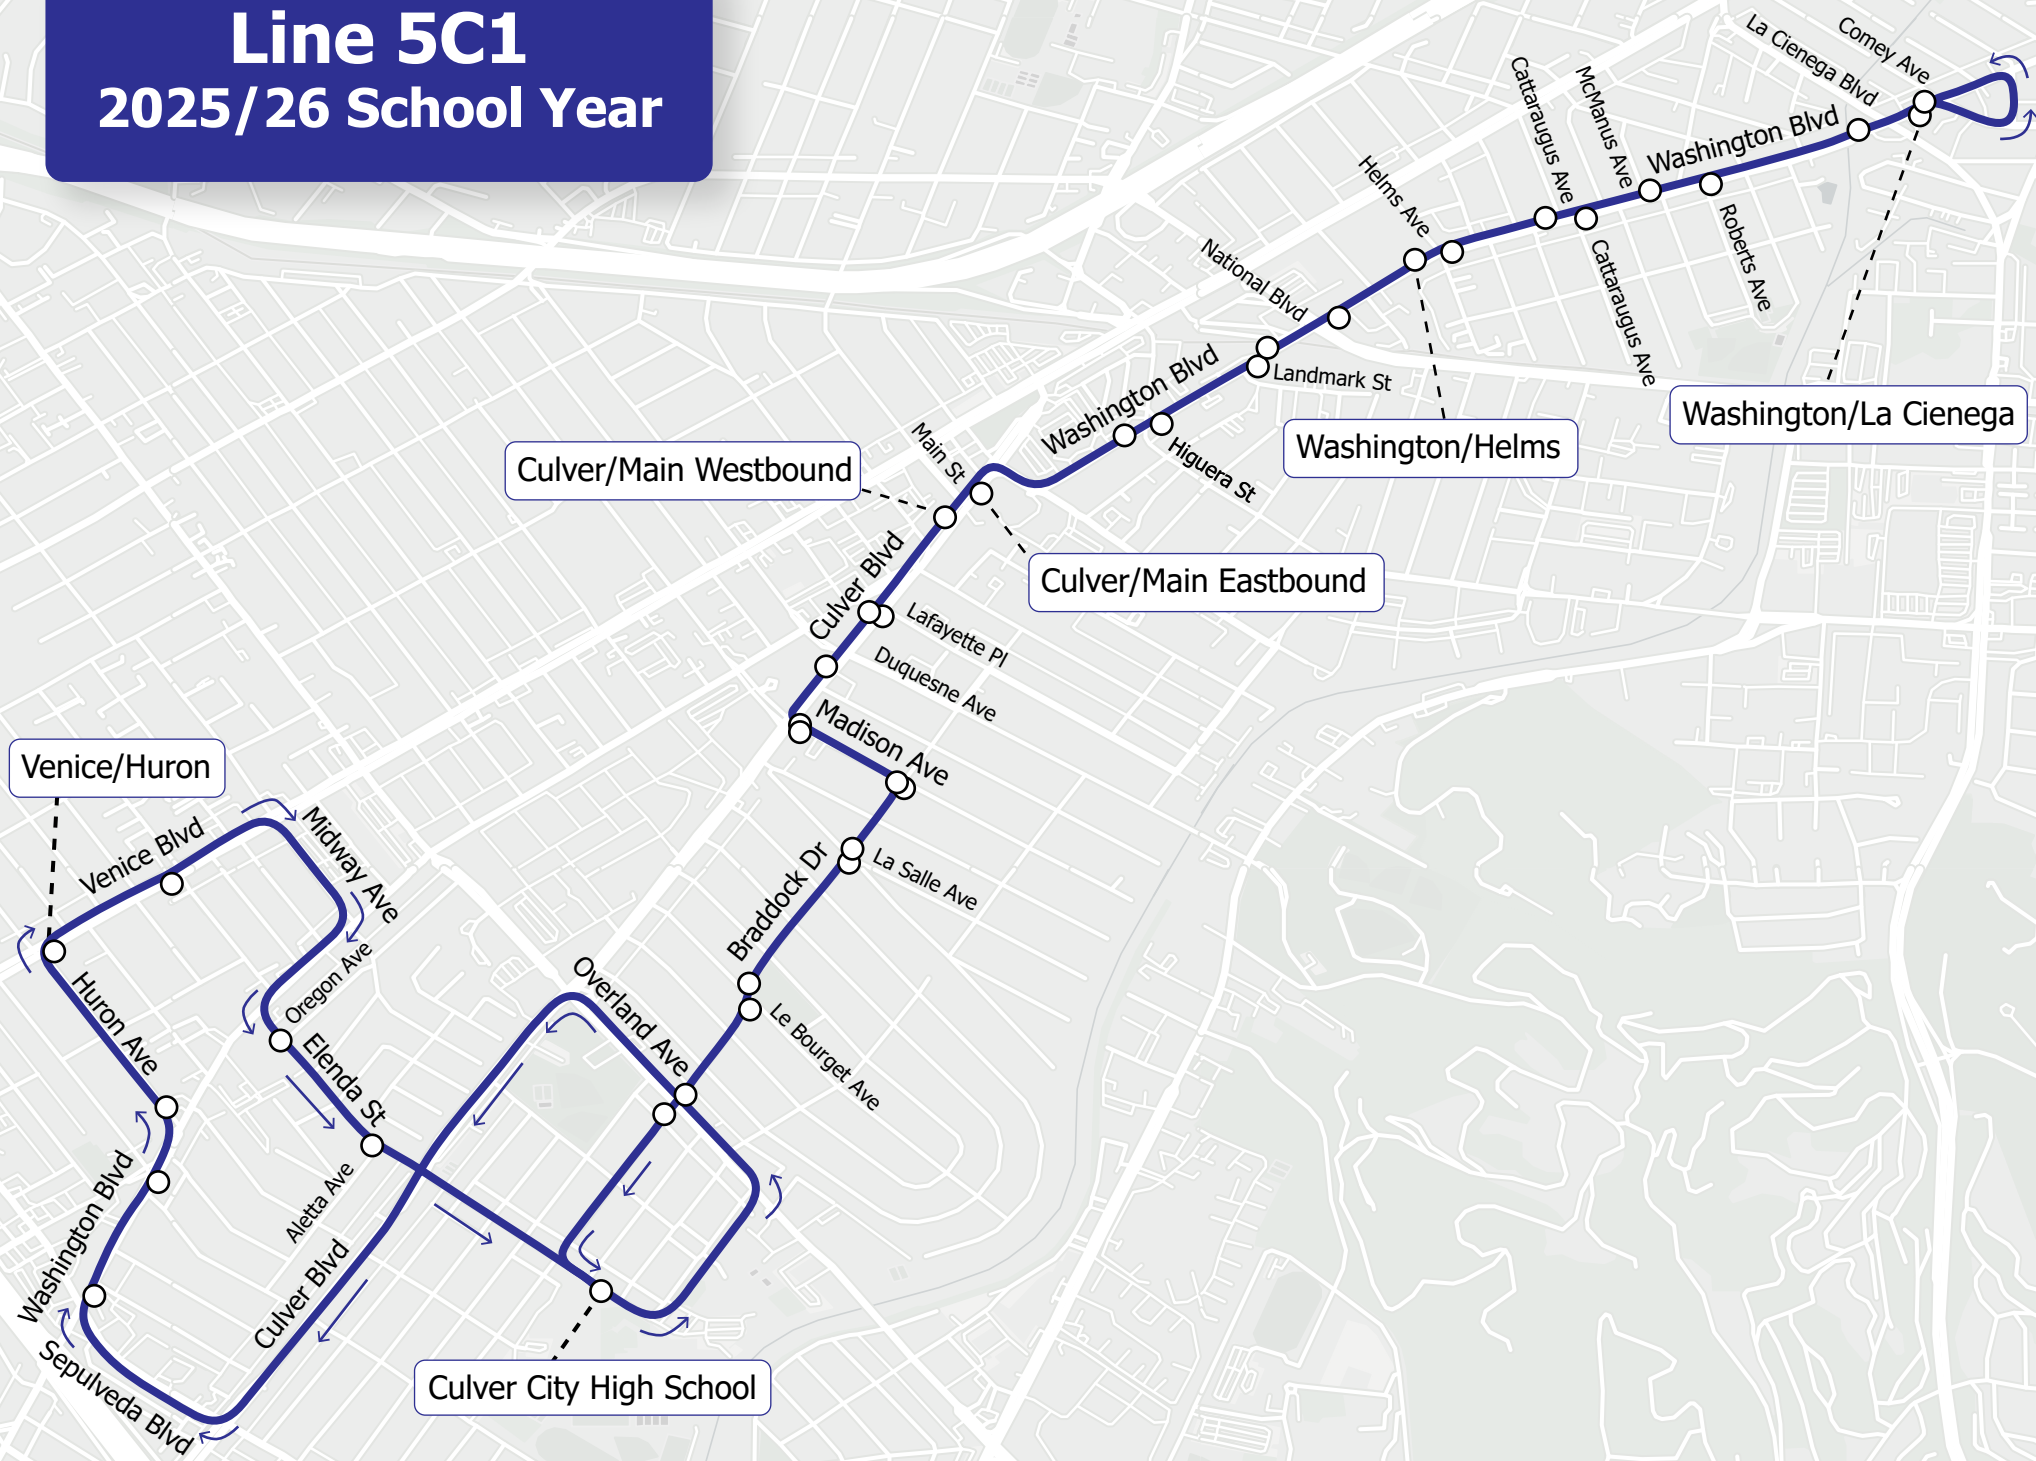 Line 5C1
2025/26 School Year
Comey Ave
La Cienega Blvd
Washington Blvd
McManus Ave
Cattaraugus Ave
Helms Ave
Roberts Ave
Cattaraugus Ave
National Blvd
Landmark St
Washington Blvd
Washington/La Cienega
Washington/Helms
Higuera St
Main St
Culver/Main Westbound
Culver/Main Eastbound
Culver Blvd
Lafayette Pl
Duquesne Ave
Madison Ave
Venice/Huron
Venice Blvd
Midway Ave
La Salle Ave
Braddock Dr
Oregon Ave
Overland Ave
Huron Ave
Elenda St
Le Bourget Ave
Washington Blvd
Aletta Ave
Culver Blvd
Sepulveda Blvd
Culver City High School